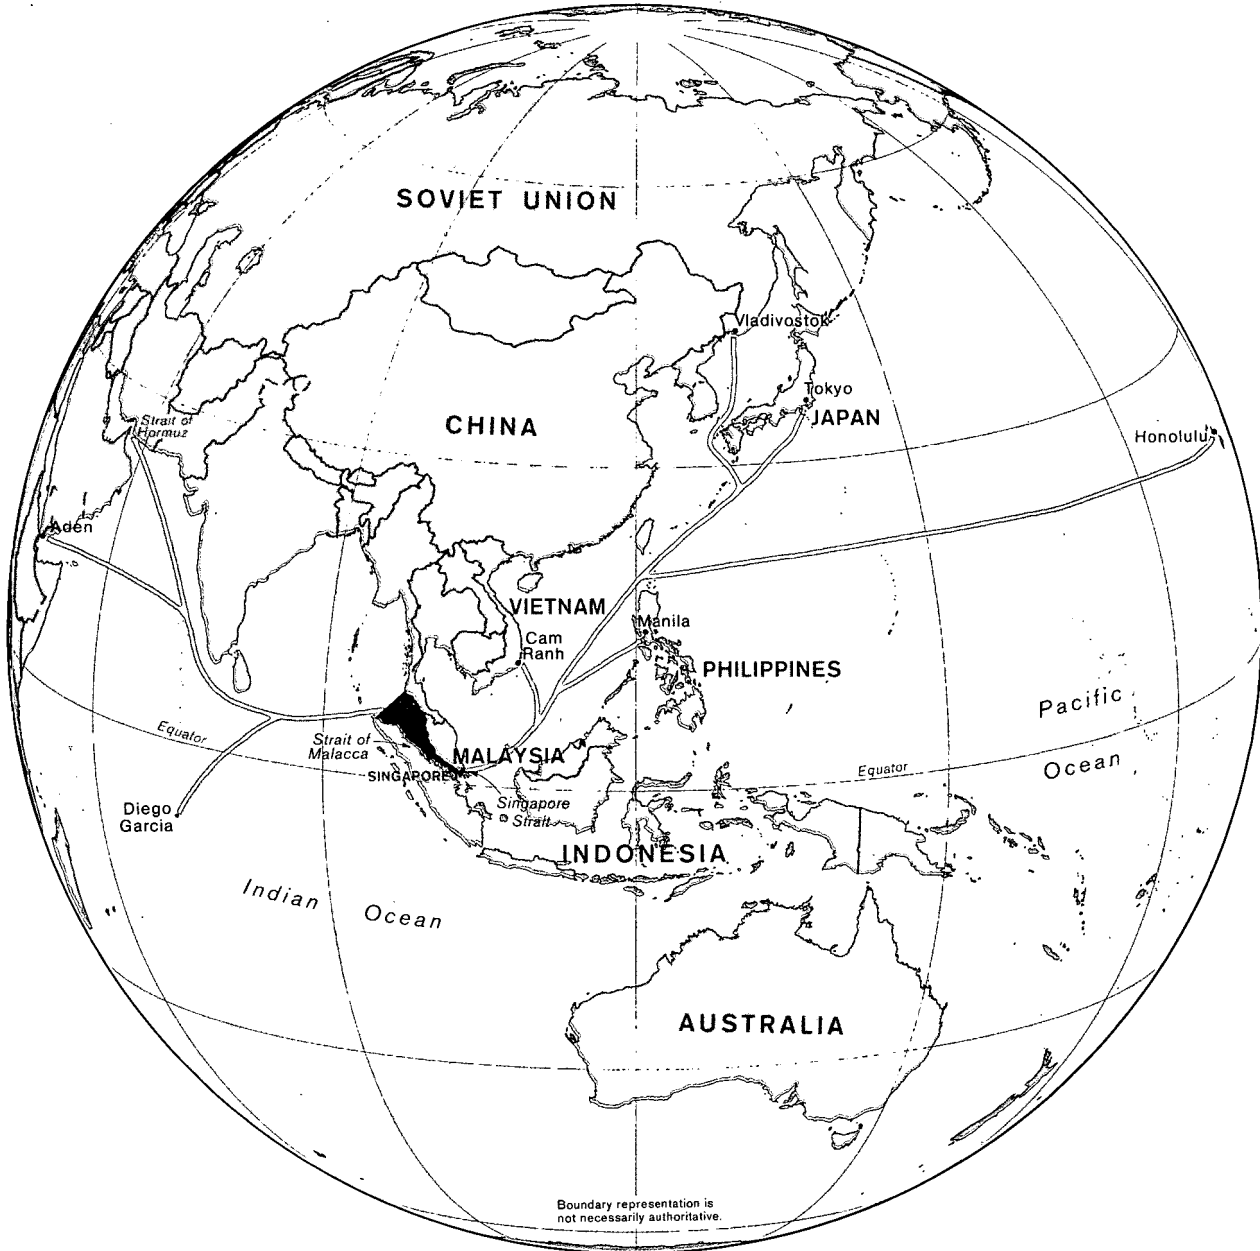 SOVIET UNION
Vladivostok
Tokyo
JAPAN
CHINA
Strait of
Hormuz
Honolulu
Aden
VIETNAM
Manila
Cam
Ranh
PHILIPPINES
Pacific
Ocean
Equator
Strait of
Malacca
MALAYSIA
SINGAPORE
Equator
Singapore
Strait
Diego
Garcia
INDONESIA
Indian Ocean
AUSTRALIA
Boundary representation is
not necessarily authoritative.